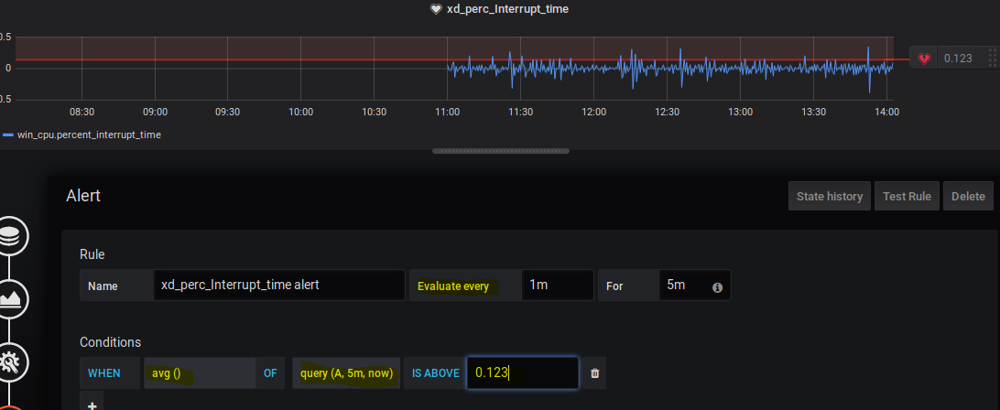 xd_perc_Interrupt_time
0.5
0
0.5
0.123
08:30 09:00 09:30 10:00 10:30 11:00 11:30 12:00 12:30 13:00 13:30 14:00
win_cpu.percent_interrupt_time
Alert
State history Test Rule Delete
Rule
Name xd_perc_Interrupt_time alert Evaluate every 1m For 5m
Conditions
WHEN avg () OF query (A, 5m, now) IS ABOVE 0.123
+